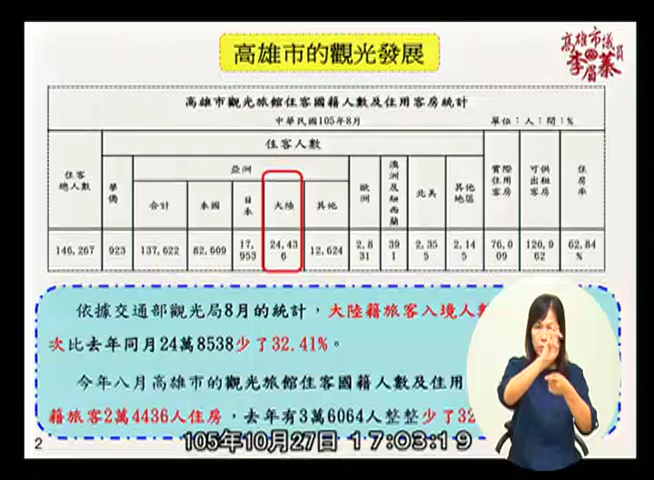 高雄市的觀光發展
高雄市議員
李眉蓁
高雄市觀光旅館住客國籍人數及住用客房統計
中華民國105年8月
單位：人：間：%
住客總人數
住客人數
實際住用客房
可供出租客房
住房率
華僑
亞洲
歐洲
澳洲及紐西蘭
北美
其他地區
合計
本國
日本
大陸
其他
146,267
923
137,622
82,609
17,953
24,436
12,624
2,831
391
2,355
2,145
76,009
120,962
62.84%
依據交通部觀光局8月的統計，大陸籍旅客入境人
次比去年同月24萬8538少了32.41%。
今年八月高雄市的觀光旅館住客國籍人數及住用
籍旅客2萬4436人住房，去年有3萬6064人整整少了32
2
105年10月27日 17:03:19